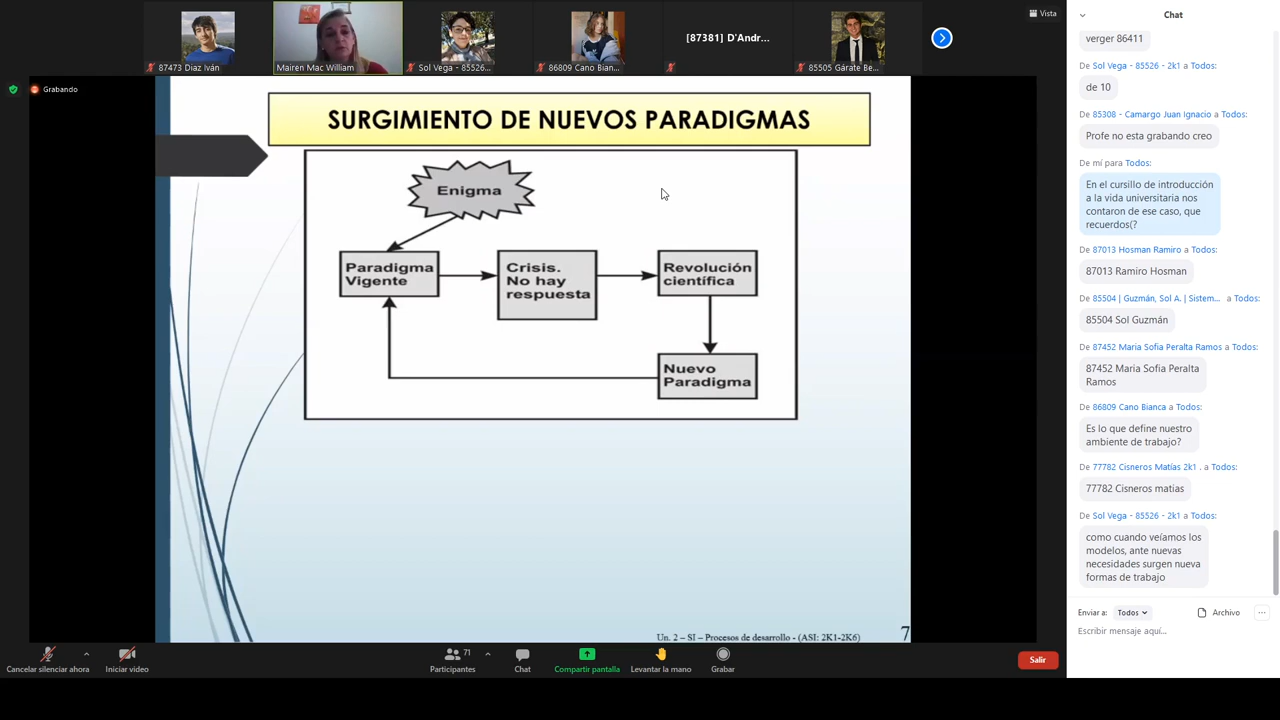 Vista
87473 Diaz Iván
Mairen Mac William
Sol Vega - 85526...
86809 Cano Bian...
[87381] D'Andr...
85505 Gárate Be...
Grabando
SURGIMIENTO DE NUEVOS PARADIGMAS
Enigma
Paradigma
Vigente
Crisis.
No hay
respuesta
Revolución
científica
Nuevo
Paradigma
Un. 2 – SI – Procesos de desarrollo - (ASI: 2K1-2K6)
7
Cancelar silenciar ahora
Iniciar video
71
Participantes
Chat
Compartir pantalla
Levantar la mano
Grabar
Salir
Chat
verger 86411
De Sol Vega - 85526 - 2k1 a Todos:
de 10
De 85308 - Camargo Juan Ignacio a Todos:
Profe no esta grabando creo
De mí para Todos:
En el cursillo de introducción
a la vida universitaria nos
contaron de ese caso, que
recuerdos(?
De 87013 Hosman Ramiro a Todos:
87013 Ramiro Hosman
De 85504 | Guzmán, Sol A. | Sistem... a Todos:
85504 Sol Guzmán
De 87452 Maria Sofia Peralta Ramos a Todos:
87452 María Sofía Peralta
Ramos
De 86809 Cano Bianca a Todos:
Es lo que define nuestro
ambiente de trabajo?
De 77782 Cisneros Matías 2k1 . a Todos:
77782 Cisneros matias
De Sol Vega - 85526 - 2k1 a Todos:
como cuando veíamos los
modelos, ante nuevas
necesidades surgen nueva
formas de trabajo
Enviar a: Todos
Archivo
...
Escribir mensaje aquí...